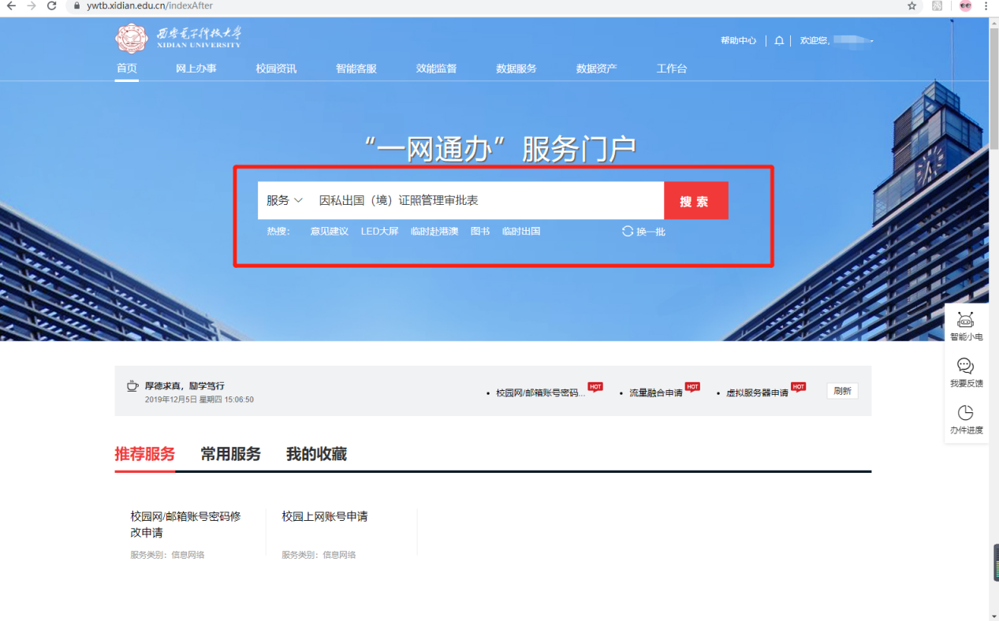 ywtb.xidian.edu.cn/indexAfter
西安电子科技大学
XIDIAN UNIVERSITY
帮助中心 欢迎您,
首页 网上办事 校园资讯 智能客服 效能监督 数据服务 数据资产 工作台
“一网通办”服务门户
服务 因私出国（境）证照管理审批表 搜 索
热搜: 意见建议 LED大屏 临时赴港澳 图书 临时出国 换一批
智能小电
我要反馈
办件进度
厚德求真，励学笃行
2019年12月5日 星期四 15:06:50
• 校园网/邮箱账号密码... HOT • 流量融合申请 HOT • 虚拟服务器申请 HOT 刷新
推荐服务 常用服务 我的收藏
校园网/邮箱账号密码修
改申请
服务类别：信息网络
校园上网账号申请
服务类别：信息网络